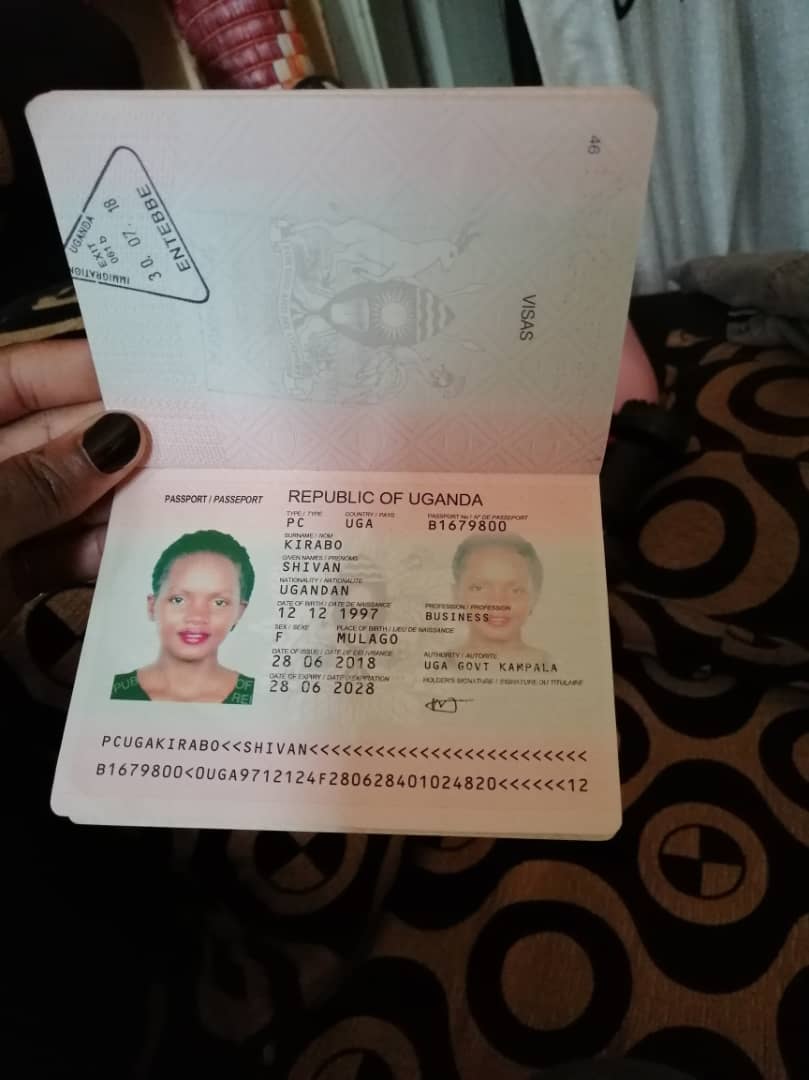 46
UGANDA
EXIT
061 b
IMMIGRATION
30. 07. 18
ENTEBBE
VISAS
PASSPORT / PASSEPORT
REPUBLIC OF UGANDA
TYPE / TYPE COUNTRY / PAYS PASSPORT No / N° DE PASSEPORT
PC UGA B1679800
SURNAME / NOM
KIRABO
GIVEN NAMES / PRENOMS
SHIVAN
NATIONALITY / NATIONALITE
UGANDAN
DATE OF BIRTH / DATE DE NAISSANCE PROFESSION / PROFESSION
12 12 1997 BUSINESS
SEX / SEXE PLACE OF BIRTH / LIEU DE NAISSANCE
F MULAGO
DATE OF ISSUE / DATE DE DELIVRANCE AUTHORITY / AUTORITE
28 06 2018 UGA GOVT KAMPALA
DATE OF EXPIRY / DATE D'EXPIRATION HOLDER'S SIGNATURE / SIGNATURE DU TITULAIRE
28 06 2028
PUB OF
RE
PCUGAKIRABO<<SHIVAN<<<<<<<<<<<<<<<<<<<<<<<<<
B1679800<0UGA9712124F280628401024820<<<<<<12